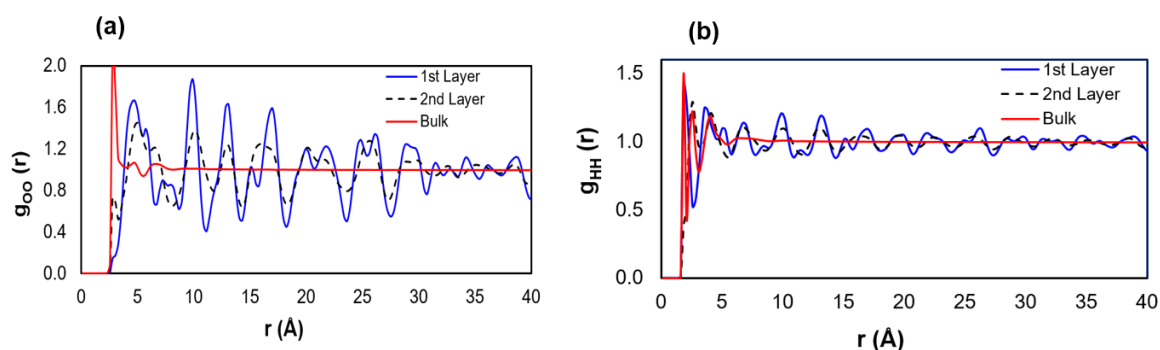 (a)
2.0
1.6
1.2
0.8
0.4
0.0
g_OO (r)
1st Layer
2nd Layer
Bulk
0 5 10 15 20 25 30 35 40
r (Å)
(b)
1.5
1.0
0.5
0.0
g_HH (r)
1st Layer
2nd Layer
Bulk
0 5 10 15 20 25 30 35 40
r (Å)